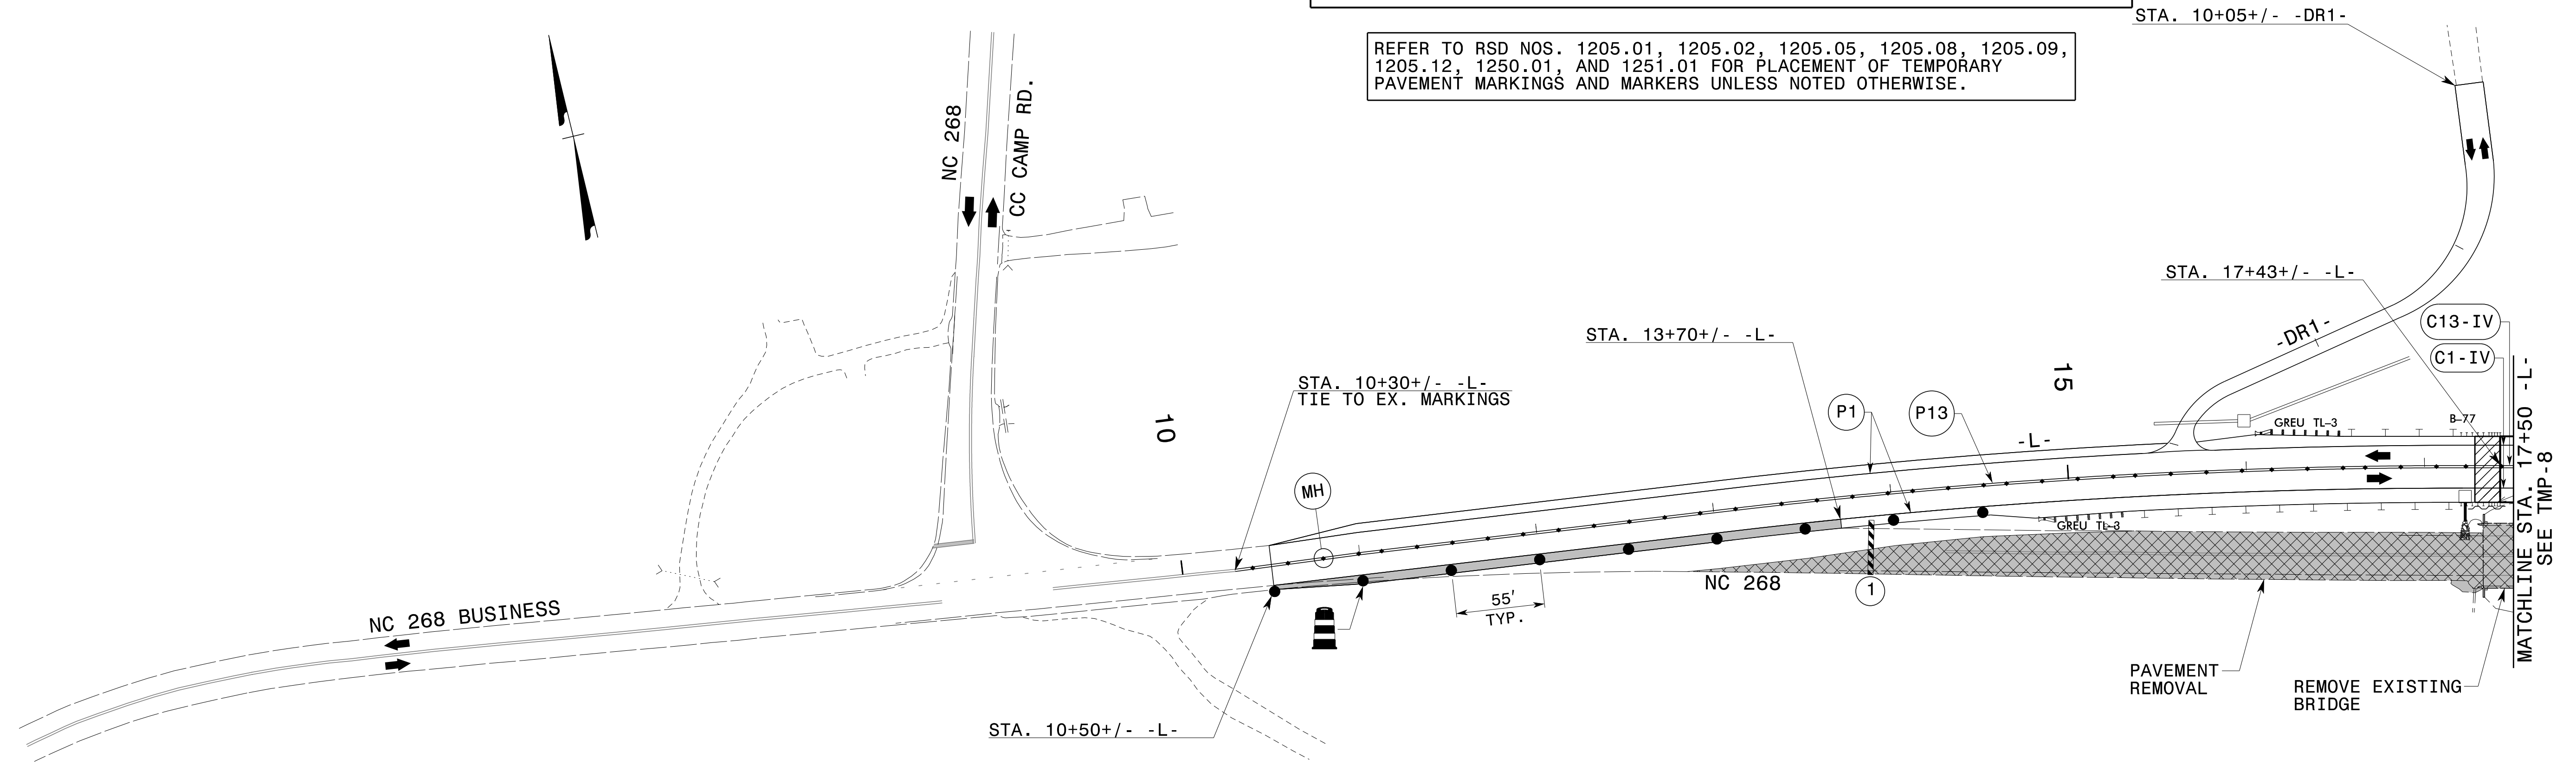 STA. 10+05+/- -DR1-
REFER TO RSD NOS. 1205.01, 1205.02, 1205.05, 1205.08, 1205.09,
1205.12, 1250.01, AND 1251.01 FOR PLACEMENT OF TEMPORARY
PAVEMENT MARKINGS AND MARKERS UNLESS NOTED OTHERWISE.
NC 268
CC CAMP RD.
STA. 17+43+/- -L-
C13-IV
C1-IV
-DR1-
STA. 13+70+/- -L-
15
STA. 10+30+/- -L-
TIE TO EX. MARKINGS
10
P1
P13
GREU TL-3
B-77
-L-
MH
GREU TL-3
MATCHLINE STA. 17+50 -L-
SEE TMP-8
NC 268
1
55'
TYP.
NC 268 BUSINESS
PAVEMENT
REMOVAL
REMOVE EXISTING
BRIDGE
STA. 10+50+/- -L-